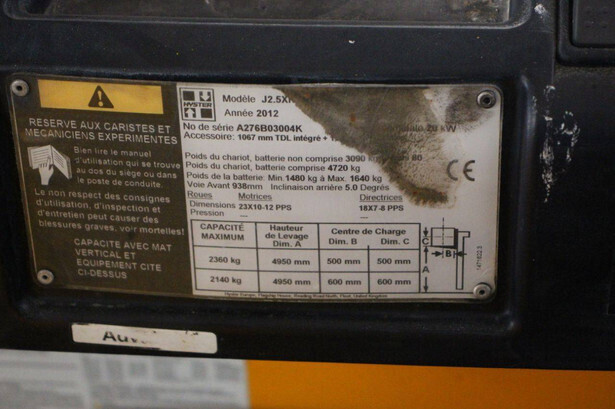 RESERVE AUX CARISTES ET
MECANICIENS EXPERIMENTES
Bien lire le manuel
d'utilisation qui se trouve
au dos du siège ou dans
le poste de conduite.
Le non respect des consignes
d'utilisation, d'inspection et
d'entretien peut causer des
blessures graves, voir mortelles!
CAPACITE AVEC MAT
VERTICAL ET
EQUIPEMENT CITE
CI-DESSUS
HYSTER
Modèle J2.5X
Année 2012
No de série A276B03004K
kW
Accessoire: 1067 mm TDL intégré +
Poids du chariot, batterie non comprise 3090 kg
80
Poids du chariot, batterie comprise 4720 kg
Poids de la batterie: Min 1480 kg à Max 1640 kg
Voie Avant 938mm Inclinaison arrière 5.0 Degrés
Roues Motrices Directrices
Dimensions 23X10-12 PPS 18X7-8 PPS
Pression — —
CAPACITÉ MAXIMUM Hauteur de Levage Dim. A Centre de Charge Dim. B Dim. C
2360 kg 4950 mm 500 mm 500 mm
2140 kg 4950 mm 600 mm 600 mm
CE
C
B
A